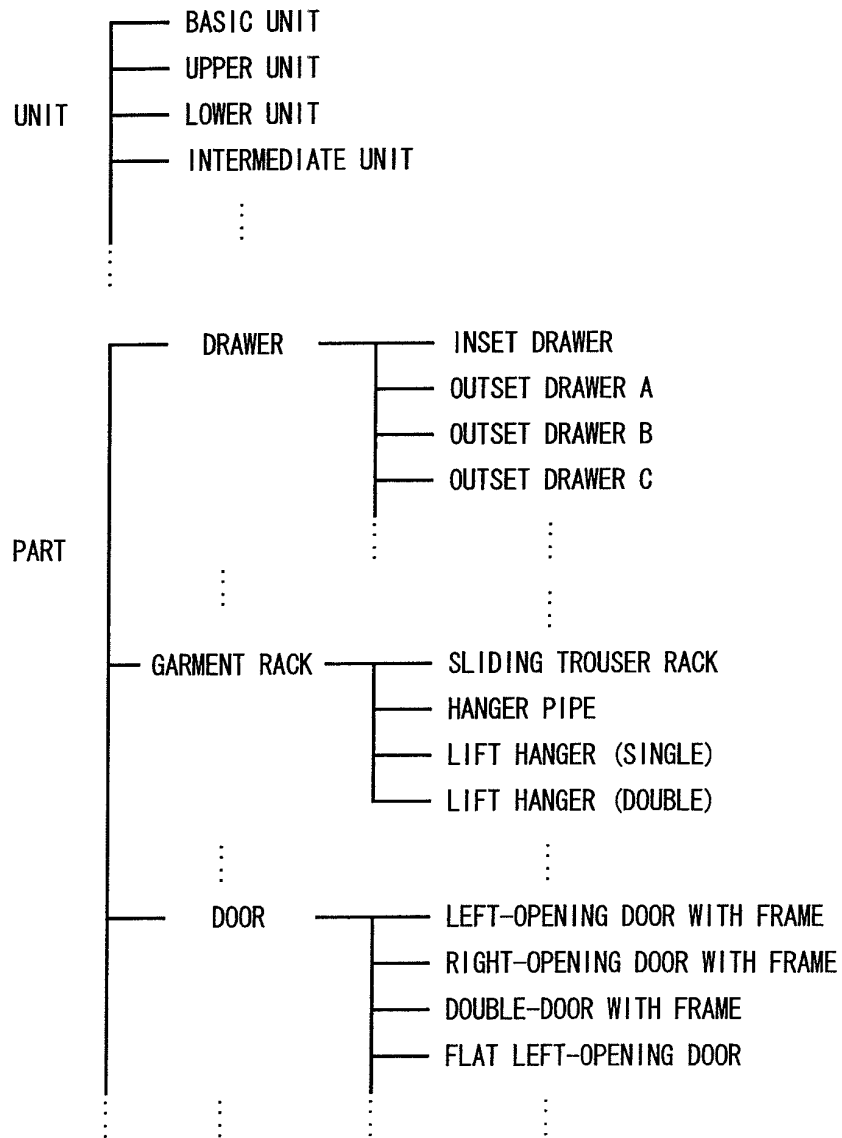 BASIC UNIT
UPPER UNIT
UNIT LOWER UNIT
INTERMEDIATE UNIT
DRAWER INSET DRAWER
OUTSET DRAWER A
OUTSET DRAWER B
OUTSET DRAWER C
PART
GARMENT RACK SLIDING TROUSER RACK
HANGER PIPE
LIFT HANGER (SINGLE)
LIFT HANGER (DOUBLE)
DOOR LEFT-OPENING DOOR WITH FRAME
RIGHT-OPENING DOOR WITH FRAME
DOUBLE-DOOR WITH FRAME
FLAT LEFT-OPENING DOOR